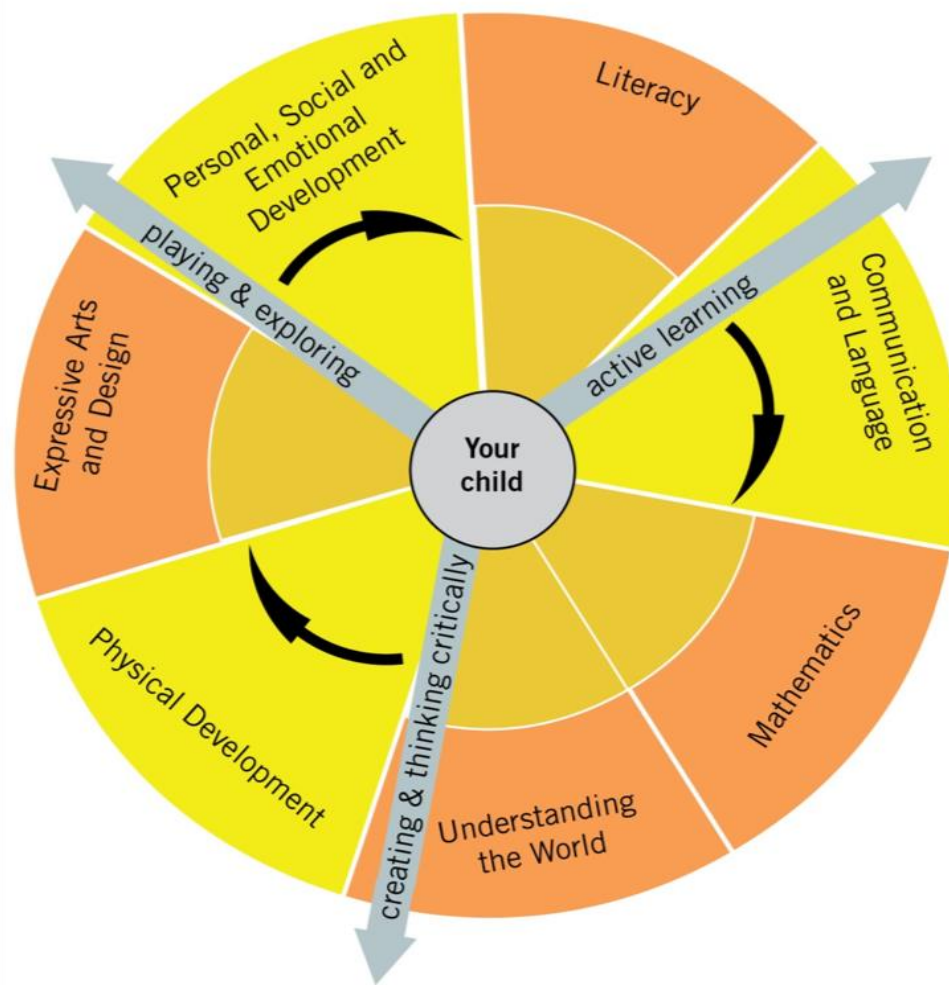 Personal, Social and
Emotional
Development
Literacy
Communication
and Language
Mathematics
Understanding
the World
Physical Development
Expressive Arts
and Design
playing & exploring
active learning
creating & thinking critically
Your
child